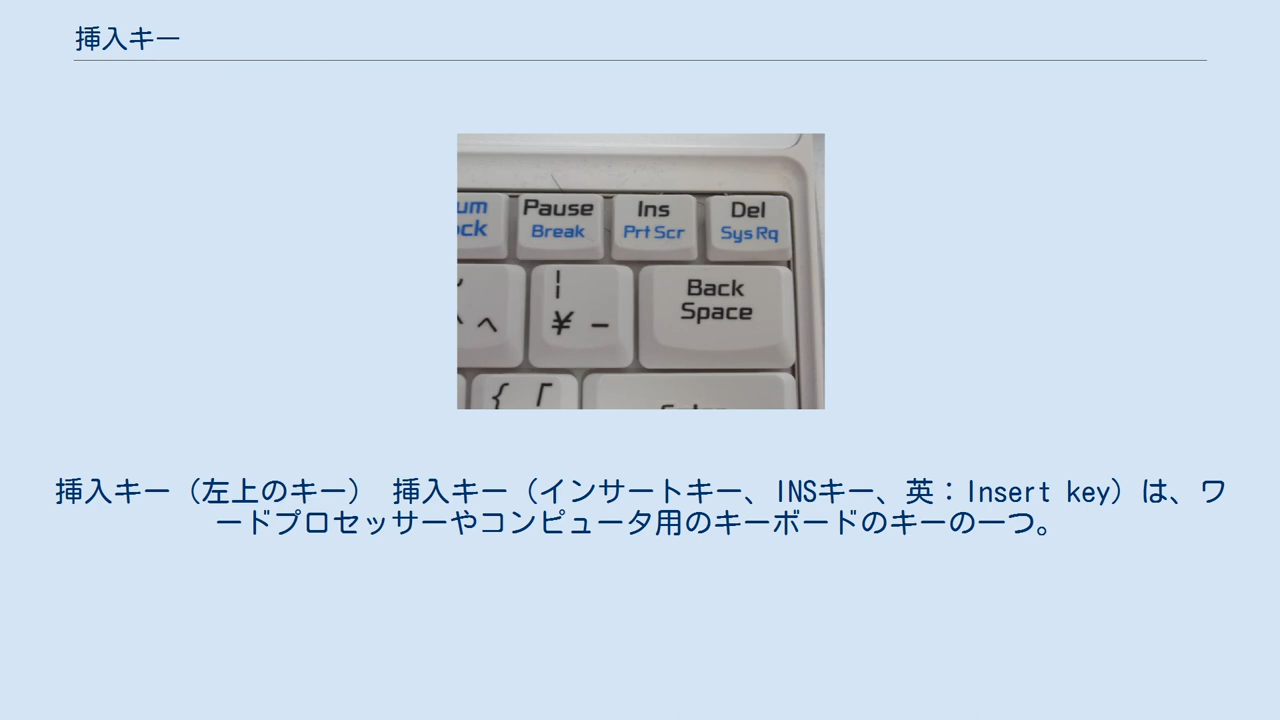 挿入キー
um Pause Ins Del
ock Break Prt Scr Sys Rq
| Back
^ へ ¥ ー Space
{ 「
挿入キー（左上のキー） 挿入キー（インサートキー、INSキー、英：Insert key）は、ワ
ードプロセッサーやコンピュータ用のキーボードのキーの一つ。